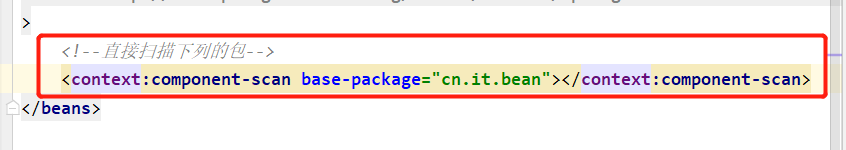 >
<!--直接扫描下列的包-->
<context:component-scan base-package="cn.it.bean"></context:component-scan>
</beans>